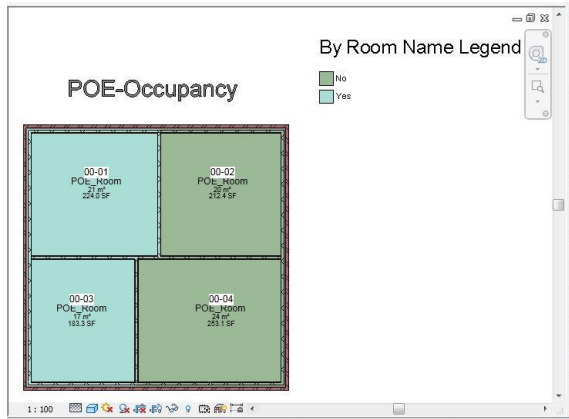 By Room Name Legend
No
Yes
POE-Occupancy
00-01
POE_Room
21 m²
224.0 SF
00-02
POE_Room
20 m²
212.4 SF
00-03
POE_Room
17 m²
183.3 SF
00-04
POE_Room
24 m²
253.1 SF
2D
1 : 100